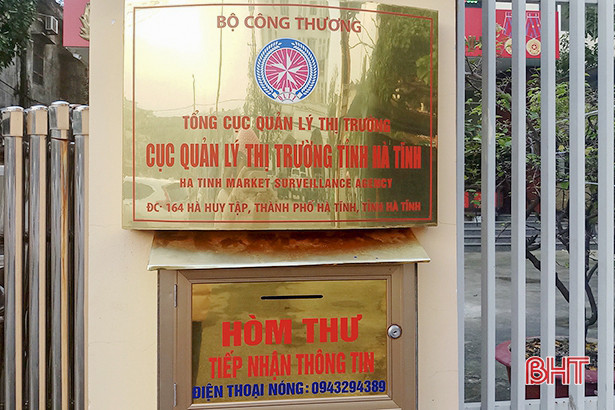 BỘ CÔNG THƯƠNG
TỔNG CỤC QUẢN LÝ THỊ TRƯỜNG
CỤC QUẢN LÝ THỊ TRƯỜNG TỈNH HÀ TĨNH
HA TINH MARKET SURVEILLANCE AGENCY
ĐC: 164 HÀ HUY TẬP, THÀNH PHỐ HÀ TĨNH, TỈNH HÀ TĨNH
HÒM THƯ
TIẾP NHẬN THÔNG TIN
ĐIỆN THOẠI NÓNG: 0943294389
BHT
BHT